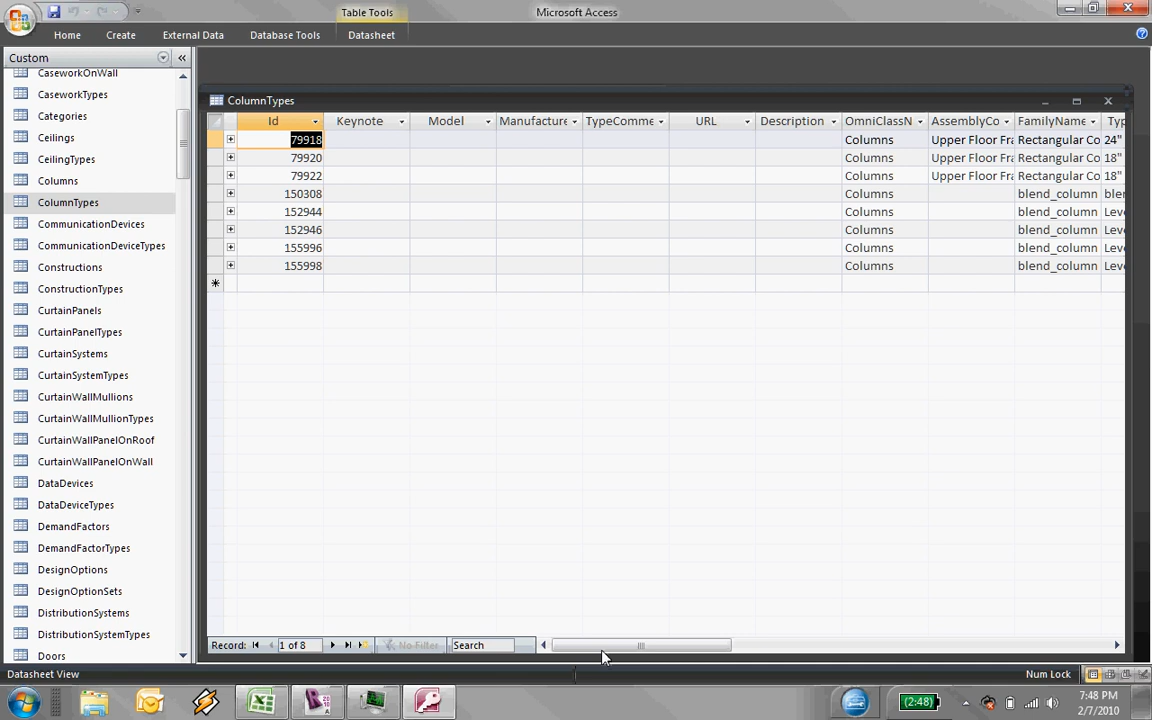 Table Tools
Microsoft Access
Home
Create
External Data
Database Tools
Datasheet
Custom
CaseworkOnWall
CaseworkTypes
Categories
Ceilings
CeilingTypes
Columns
ColumnTypes
CommunicationDevices
CommunicationDeviceTypes
Constructions
ConstructionTypes
CurtainPanels
CurtainPanelTypes
CurtainSystems
CurtainSystemTypes
CurtainWallMullions
CurtainWallMullionTypes
CurtainWallPanelOnRoof
CurtainWallPanelOnWall
DataDevices
DataDeviceTypes
DemandFactors
DemandFactorTypes
DesignOptions
DesignOptionSets
DistributionSystems
DistributionSystemTypes
Doors
ColumnTypes
Id Keynote Model Manufacture TypeComme URL Description OmniClassN AssemblyCo FamilyName Typ
79918 Columns Upper Floor Fra Rectangular Co 24"
79920 Columns Upper Floor Fra Rectangular Co 18"
79922 Columns Upper Floor Fra Rectangular Co 18"
150308 Columns blend_column blen
152944 Columns blend_column Leve
152946 Columns blend_column Leve
155996 Columns blend_column Leve
155998 Columns blend_column Leve
Record: 1 of 8 No Filter Search
Datasheet View
Num Lock
(2:48)
7:48 PM
2/7/2010